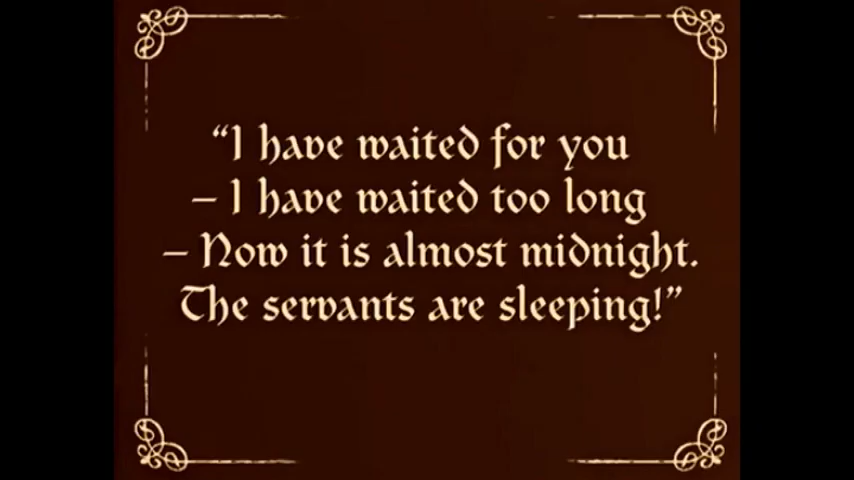 “I have waited for you
– I have waited too long
– Now it is almost midnight.
The servants are sleeping!”